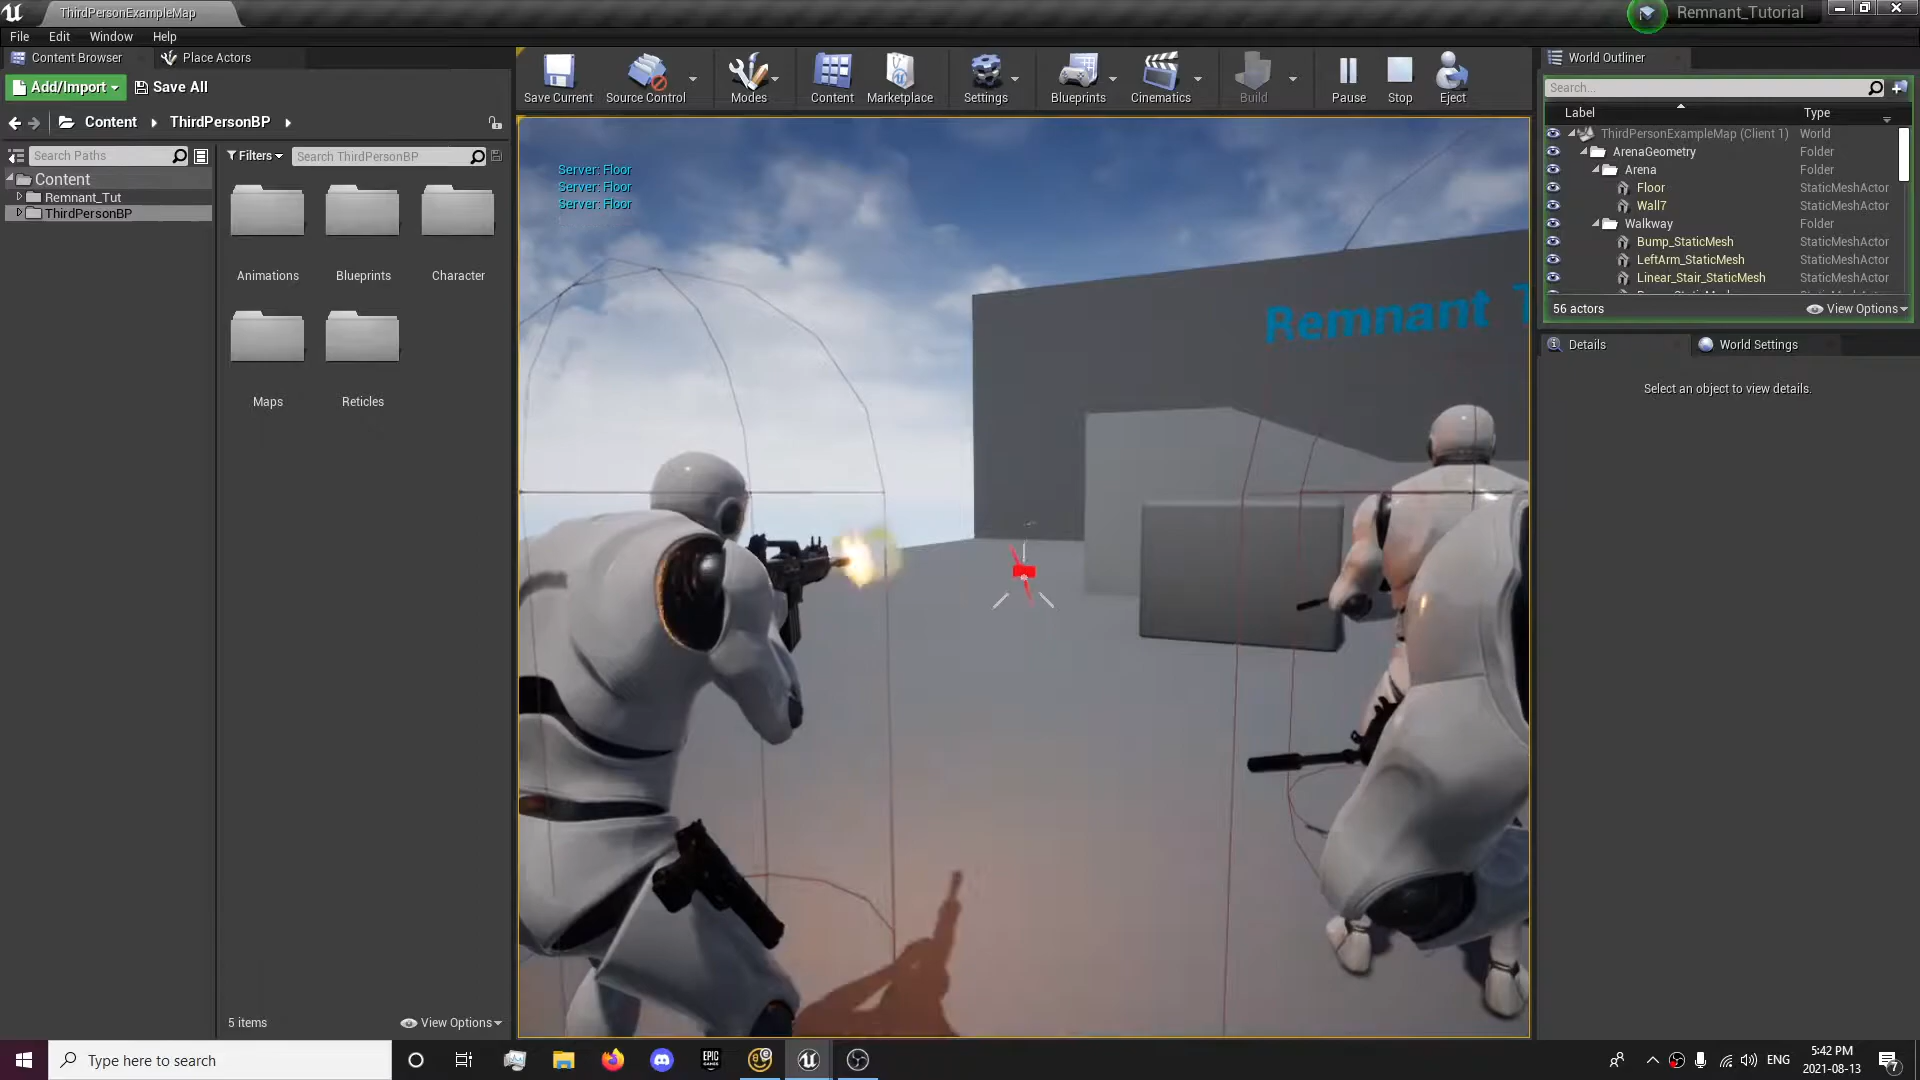 ThirdPersonExampleMap
Remnant_Tutorial
File Edit Window Help
Content Browser
Place Actors
Add/Import
Save All
Content
ThirdPersonBP
Search Paths
Filters
Search ThirdPersonBP
Content
Remnant_Tut
ThirdPersonBP
Animations
Blueprints
Character
Maps
Reticles
5 items
View Options
Save Current
Source Control
Modes
Content
Marketplace
Settings
Blueprints
Cinematics
Build
Pause
Stop
Eject
Server: Floor
Server: Floor
Server: Floor
Remnant T
World Outliner
Search...
Label Type
ThirdPersonExampleMap (Client 1) World
ArenaGeometry Folder
Arena Folder
Floor StaticMeshActor
Wall7 StaticMeshActor
Walkway Folder
Bump_StaticMesh StaticMeshActor
LeftArm_StaticMesh StaticMeshActor
Linear_Stair_StaticMesh StaticMeshActor
56 actors
View Options
Details
World Settings
Select an object to view details.
Type here to search
EPIC
ENG
5:42 PM
2021-08-13
7